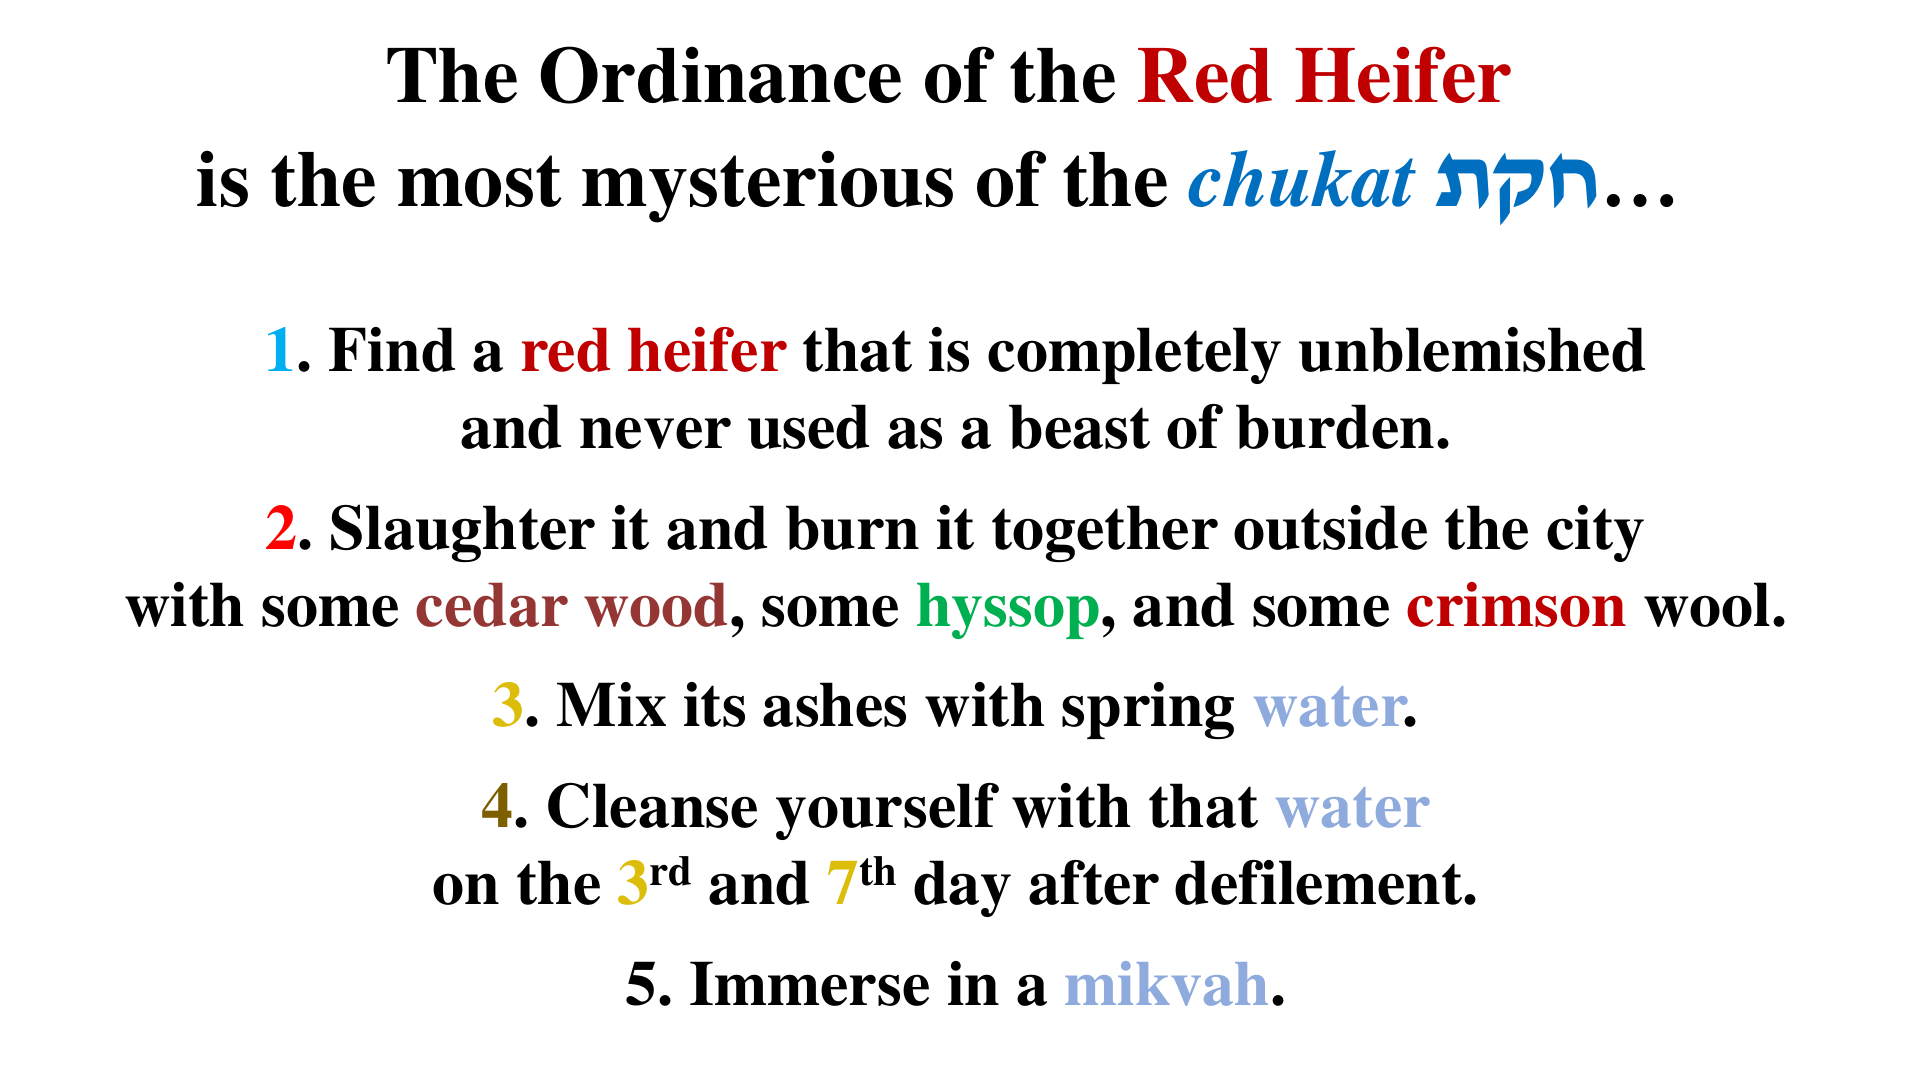 The Ordinance of the Red Heifer
is the most mysterious of the chukat חקת…
1. Find a red heifer that is completely unblemished
and never used as a beast of burden.
2. Slaughter it and burn it together outside the city
with some cedar wood, some hyssop, and some crimson wool.
3. Mix its ashes with spring water.
4. Cleanse yourself with that water
on the 3rd and 7th day after defilement.
5. Immerse in a mikvah.